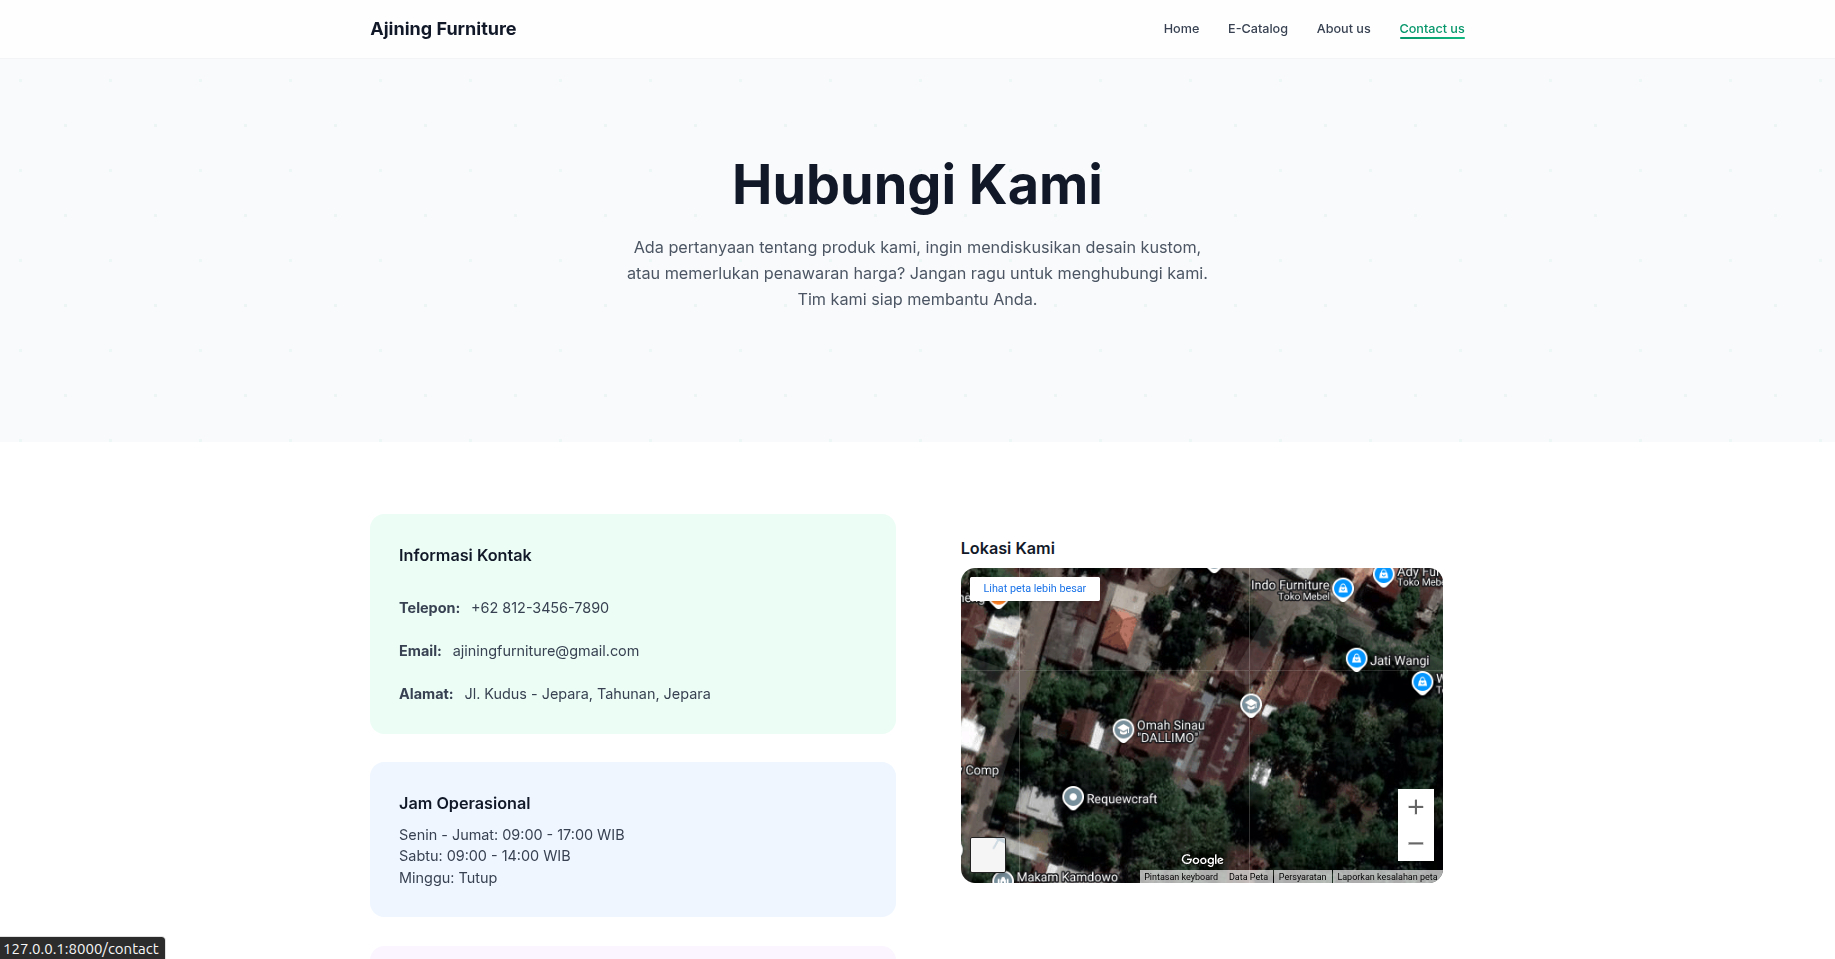 Ajining Furniture
Home
E-Catalog
About us
Contact us
Hubungi Kami
Ada pertanyaan tentang produk kami, ingin mendiskusikan desain kustom,
atau memerlukan penawaran harga? Jangan ragu untuk menghubungi kami.
Tim kami siap membantu Anda.
Informasi Kontak
Telepon: +62 812-3456-7890
Email: ajiningfurniture@gmail.com
Alamat: Jl. Kudus - Jepara, Tahunan, Jepara
Jam Operasional
Senin - Jumat: 09:00 - 17:00 WIB
Sabtu: 09:00 - 14:00 WIB
Minggu: Tutup
Lokasi Kami
Lihat peta lebih besar
Indo Furniture
Toko Mebel
Ady Fur
Toko Mebe
Jati Wangi
Omah Sinau
"DALLIMO"
Comp
Requewcraft
Makam Kamdowo
Google
Pintasan keyboard
Data Peta
Persyaratan
Laporkan kesalahan peta
127.0.0.1:8000/contact